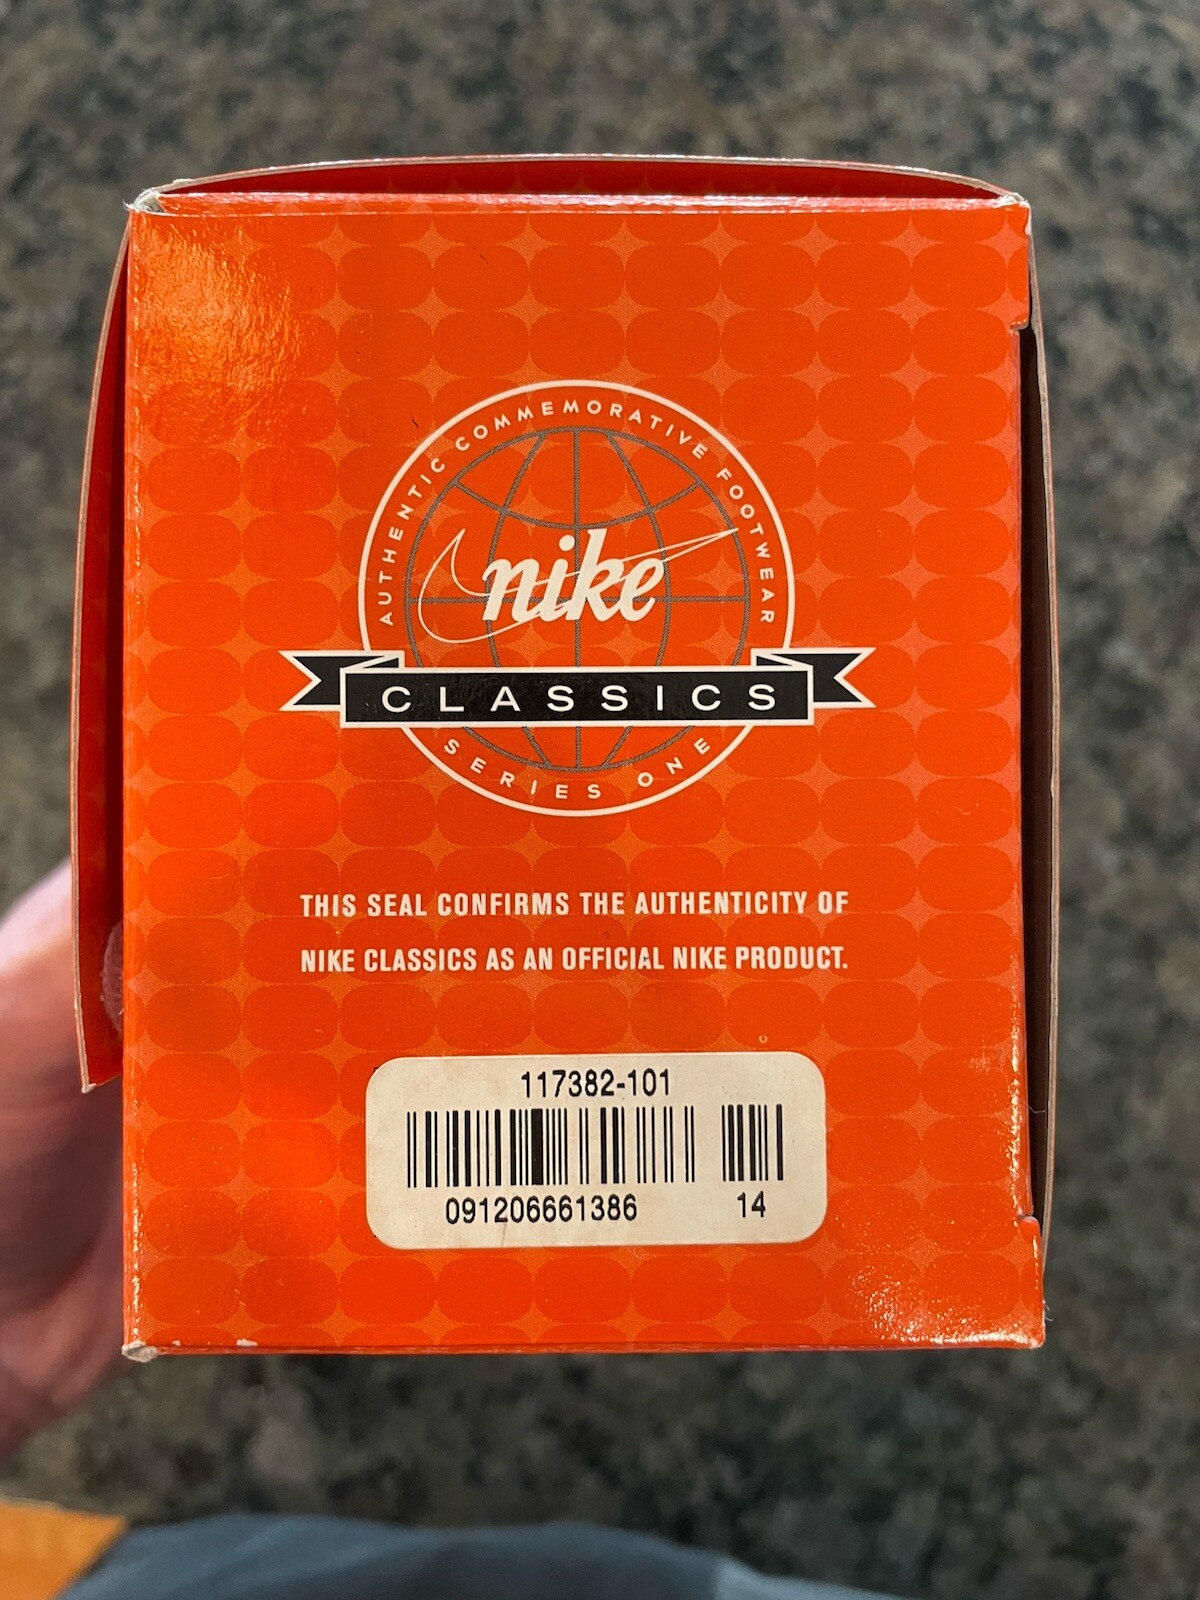 AUTHENTIC COMMEMORATIVE FOOTWEAR
nike
CLASSICS
SERIES ONE
THIS SEAL CONFIRMS THE AUTHENTICITY OF
NIKE CLASSICS AS AN OFFICIAL NIKE PRODUCT.
117382-101
091206661386 14